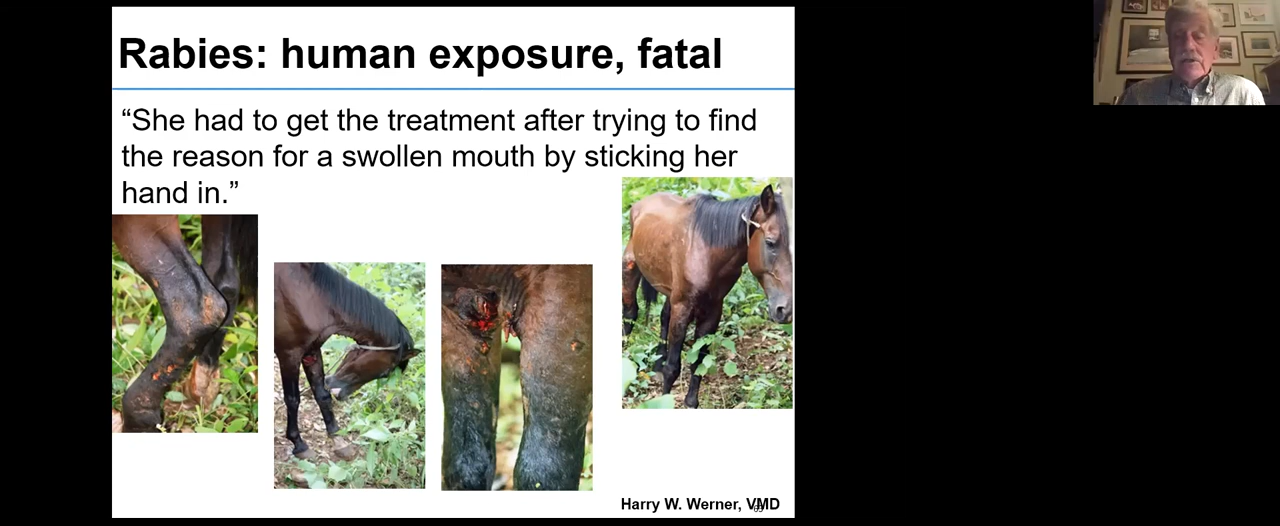 Rabies: human exposure, fatal
“She had to get the treatment after trying to find
the reason for a swollen mouth by sticking her
hand in.”
Harry W. Werner, VMD